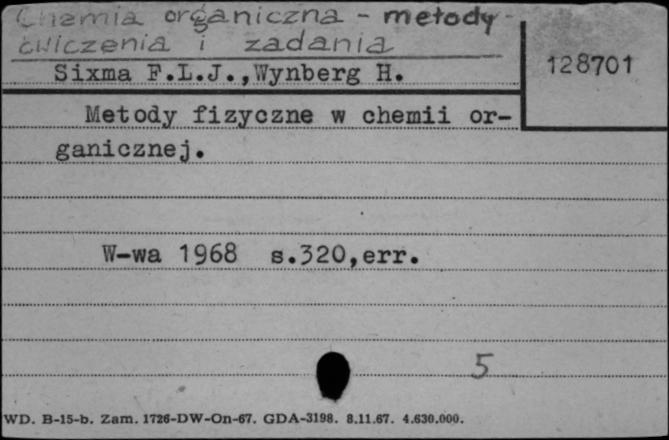 Chemia organiczna - metody -
ćwiczenia i zadania
128701
Sixma F.L.J.,Wynberg H.
Metody fizyczne w chemii or-
ganicznej.
W-wa 1968 s.320,err.
5
WD. B-15-b. Zam. 1726-DW-On-67. GDA-3198. 8.11.67. 4.630.000.